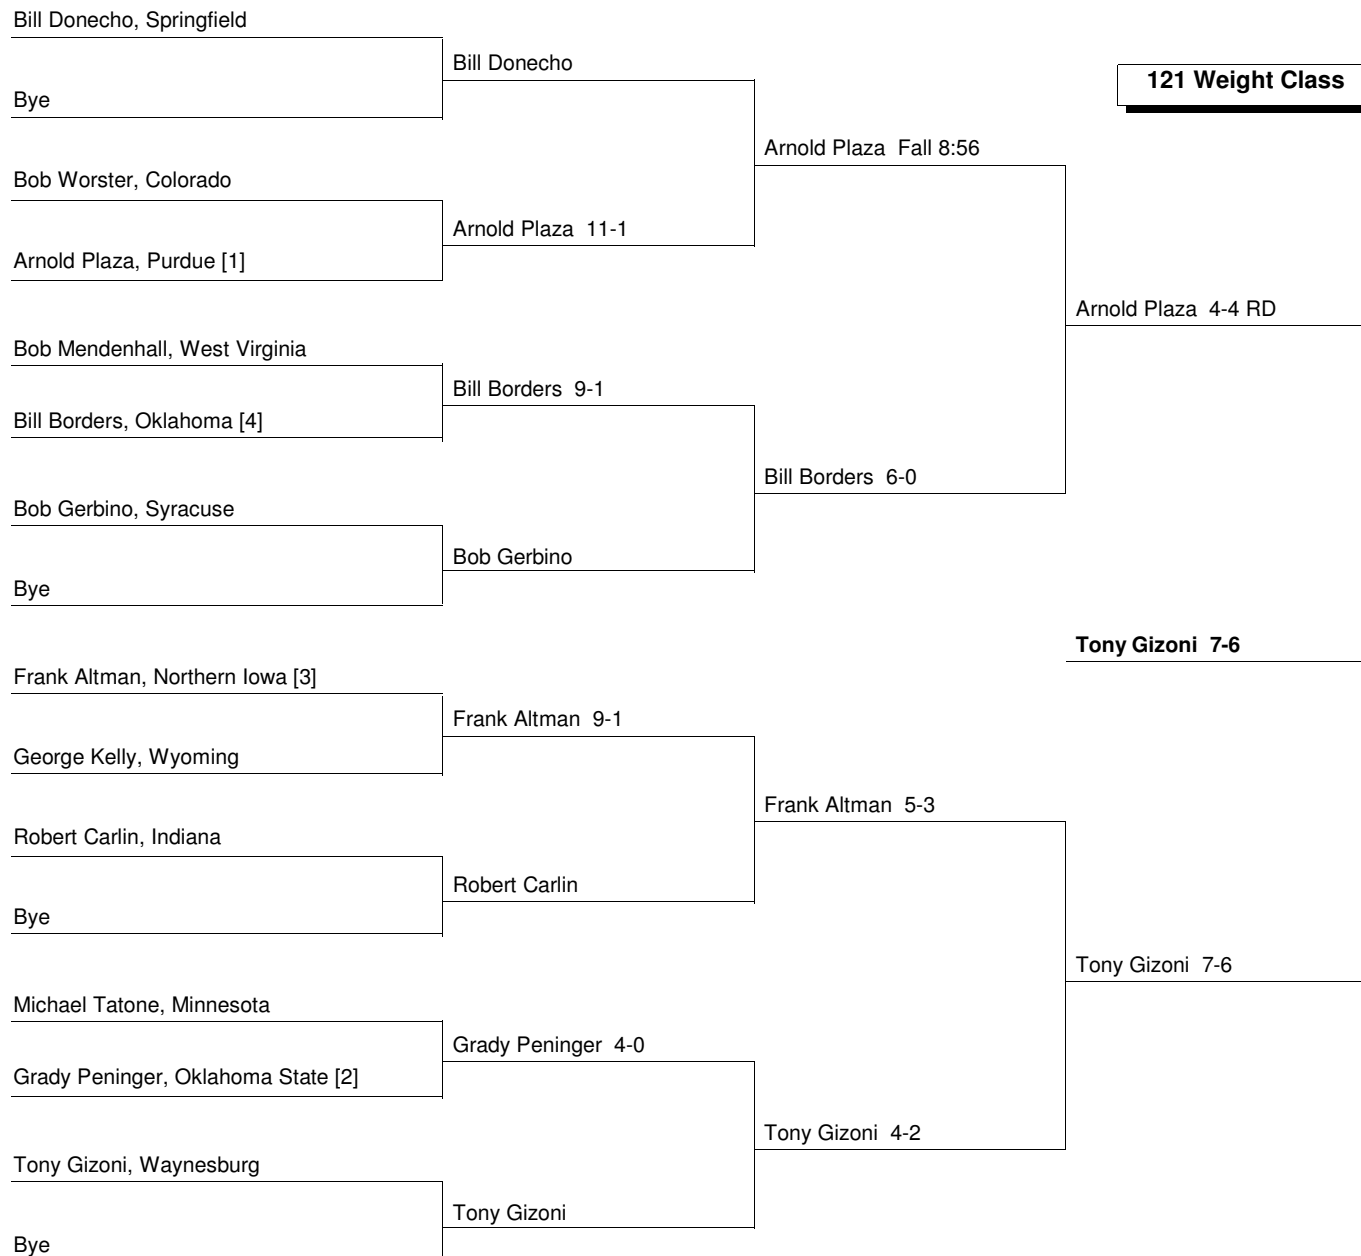 Bill Donecho, Springfield
Bill Donecho
121 Weight Class
Bye
Arnold Plaza  Fall 8:56
Bob Worster, Colorado
Arnold Plaza  11-1
Arnold Plaza, Purdue [1]
Arnold Plaza  4-4 RD
Bob Mendenhall, West Virginia
Bill Borders  9-1
Bill Borders, Oklahoma [4]
Bill Borders  6-0
Bob Gerbino, Syracuse
Bob Gerbino
Bye
Tony Gizoni  7-6
Frank Altman, Northern Iowa [3]
Frank Altman  9-1
George Kelly, Wyoming
Frank Altman  5-3
Robert Carlin, Indiana
Robert Carlin
Bye
Tony Gizoni  7-6
Michael Tatone, Minnesota
Grady Peninger  4-0
Grady Peninger, Oklahoma State [2]
Tony Gizoni  4-2
Tony Gizoni, Waynesburg
Tony Gizoni
Bye